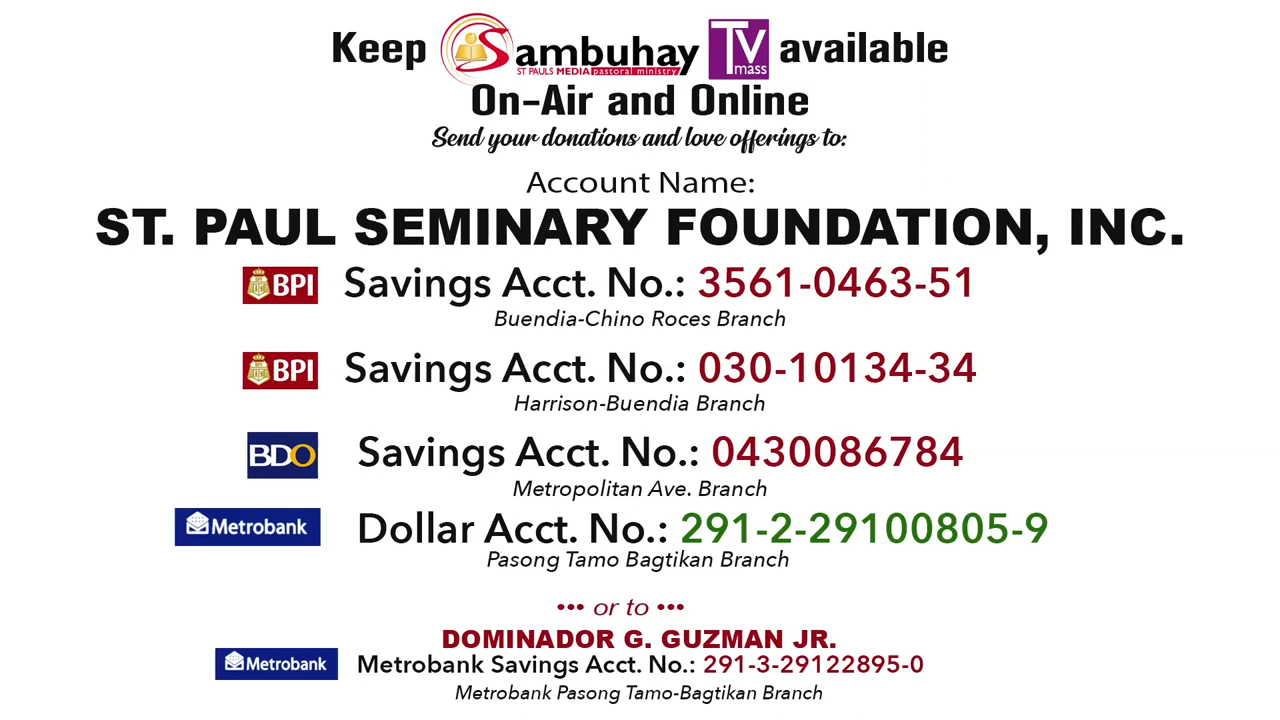 Keep Sambuhay TV mass available
ST PAULS MEDIA pastoral ministry
On-Air and Online
Send your donations and love offerings to:
Account Name:
ST. PAUL SEMINARY FOUNDATION, INC.
BPI Savings Acct. No.: 3561-0463-51
Buendia-Chino Roces Branch
BPI Savings Acct. No.: 030-10134-34
Harrison-Buendia Branch
BDO Savings Acct. No.: 0430086784
Metropolitan Ave. Branch
Metrobank Dollar Acct. No.: 291-2-29100805-9
Pasong Tamo Bagtikan Branch
••• or to •••
DOMINADOR G. GUZMAN JR.
Metrobank Metrobank Savings Acct. No.: 291-3-29122895-0
Metrobank Pasong Tamo-Bagtikan Branch